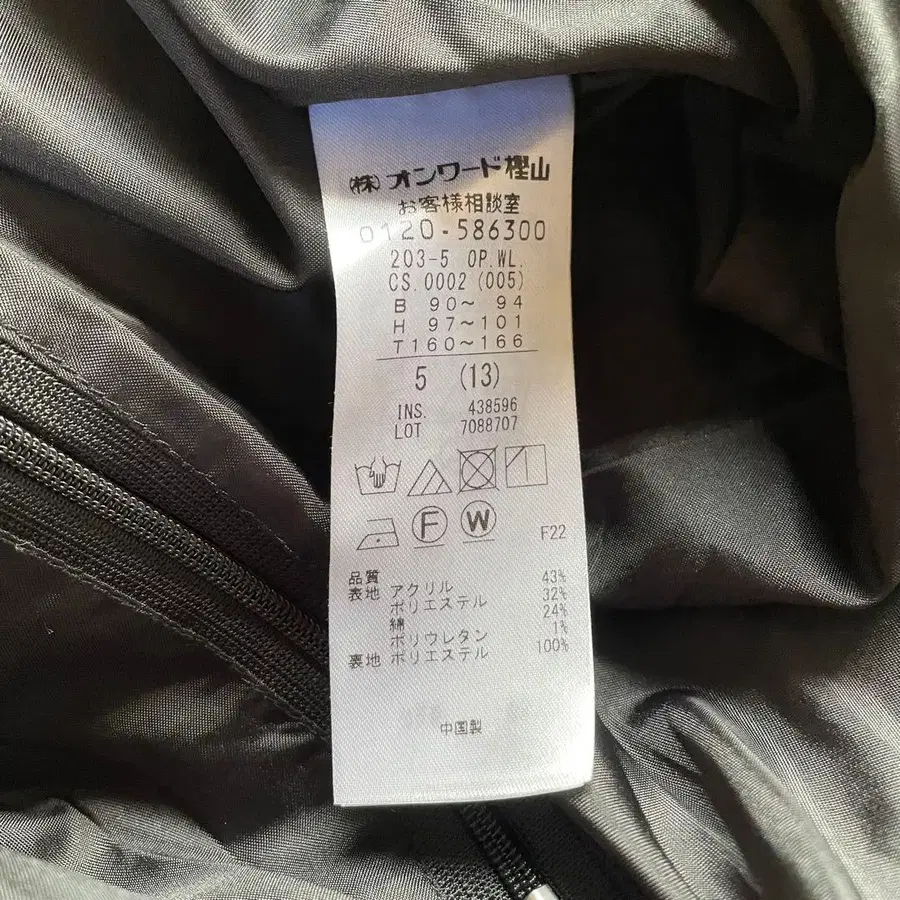 (株)オンワード樫山
お客様相談室
0120-586300
203-5 OP.WL.
CS.0002(005)
B 90～ 94
H 97～101
T160～166
5 (13)
INS. 438596
LOT 7088707
F W
F22
品質
表地 アクリル 43%
ポリエステル 32%
綿 24%
ポリウレタン 1%
裏地 ポリエステル 100%
中国製